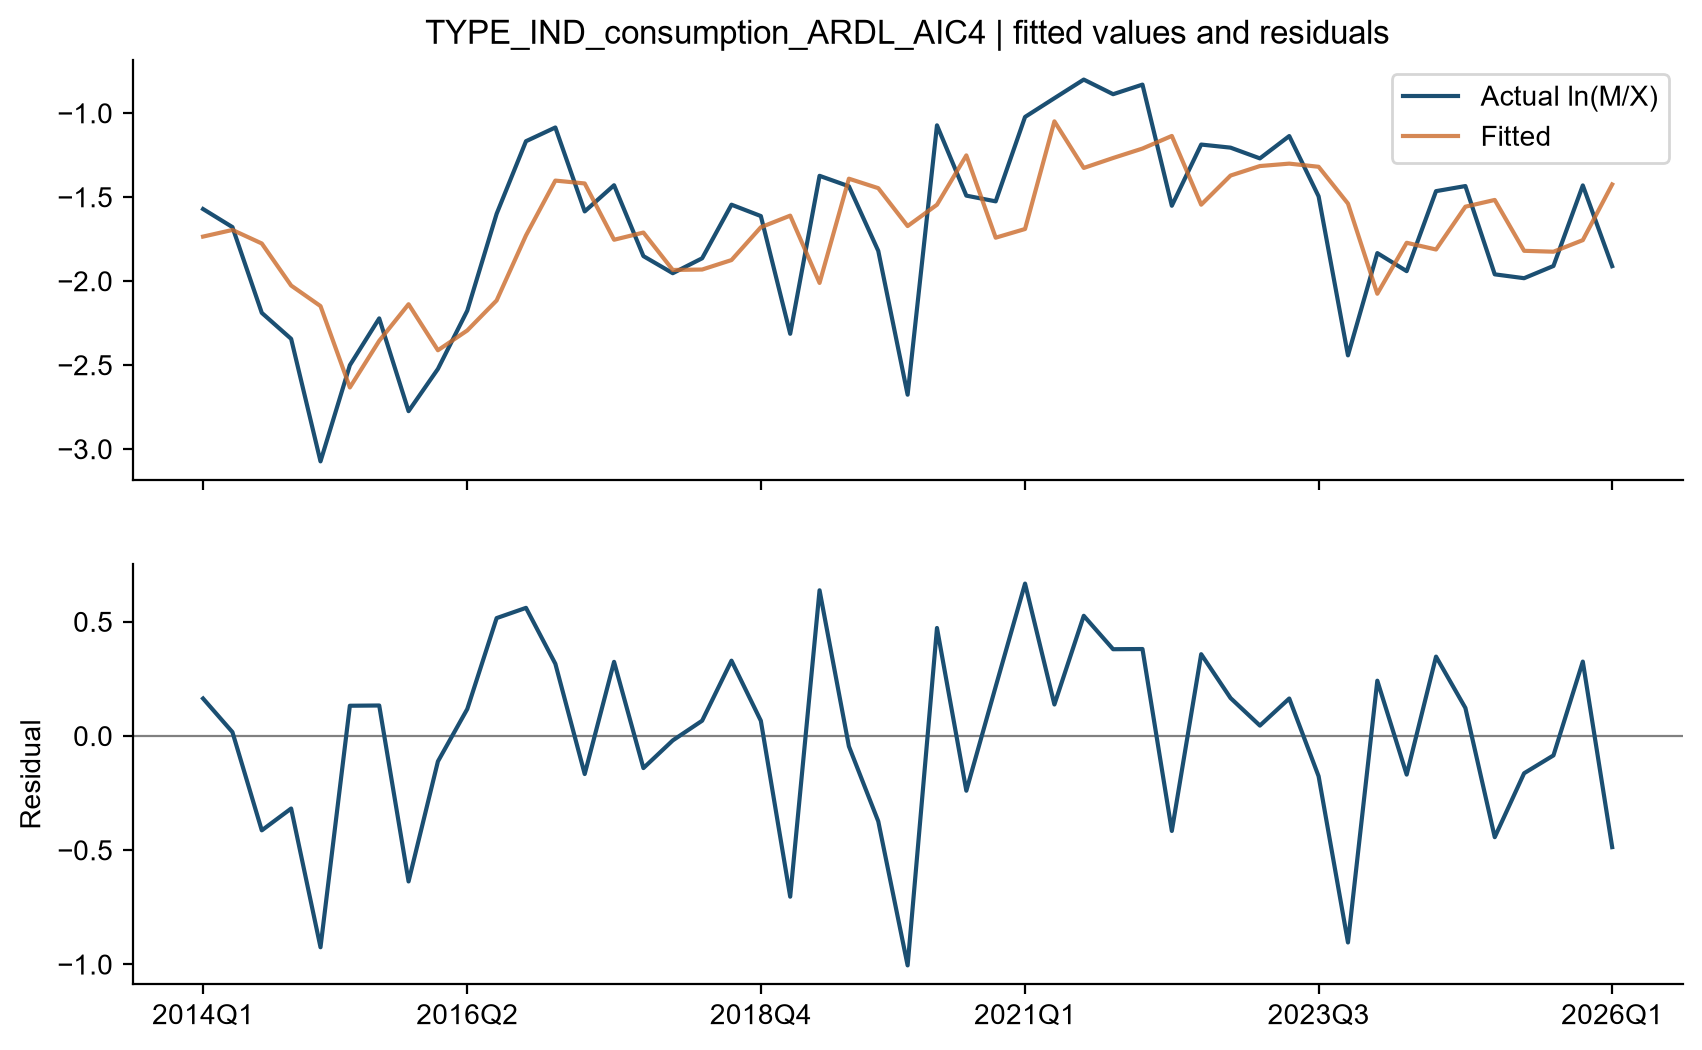 TYPE_IND_consumption_ARDL_AIC4 | fitted values and residuals
Actual ln(M/X)
Fitted
−1.0
−1.5
−2.0
−2.5
−3.0
0.5
0.0
−0.5
−1.0
Residual
2014Q1 2016Q2 2018Q4 2021Q1 2023Q3 2026Q1